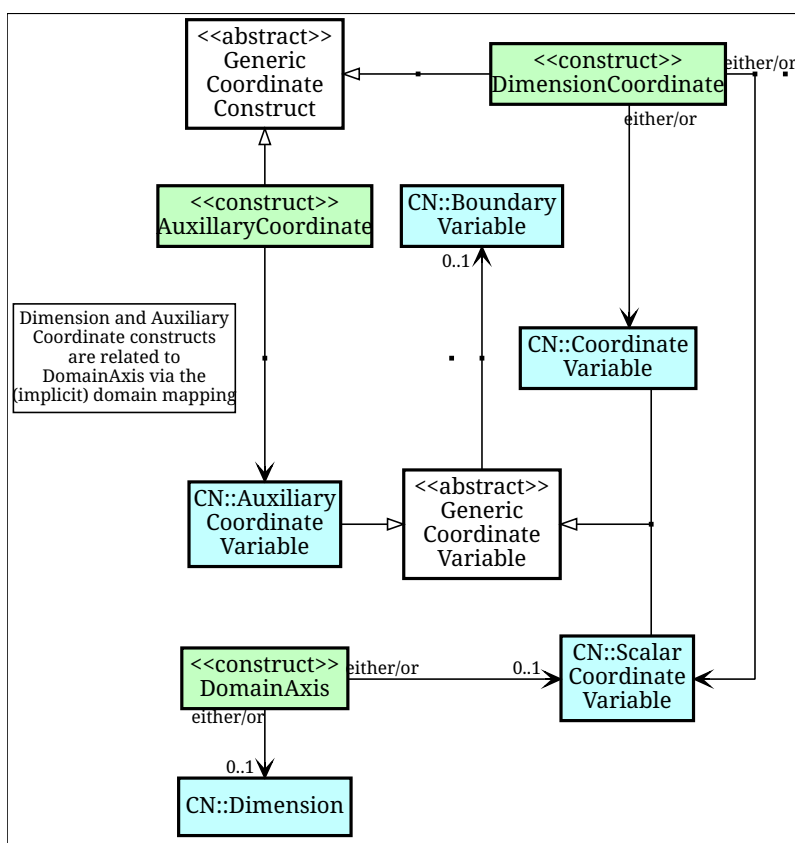 <<abstract>>
Generic
Coordinate
Construct
<<construct>>
DimensionCoordinate
either/or
either/or
<<construct>>
AuxillaryCoordinate
CN::Boundary
Variable
0..1
Dimension and Auxiliary
Coordinate constructs
are related to
DomainAxis via the
(implicit) domain mapping
CN::Coordinate
Variable
CN::Auxiliary
Coordinate
Variable
<<abstract>>
Generic
Coordinate
Variable
<<construct>>
DomainAxis
either/or
0..1
either/or
CN::Scalar
Coordinate
Variable
0..1
CN::Dimension